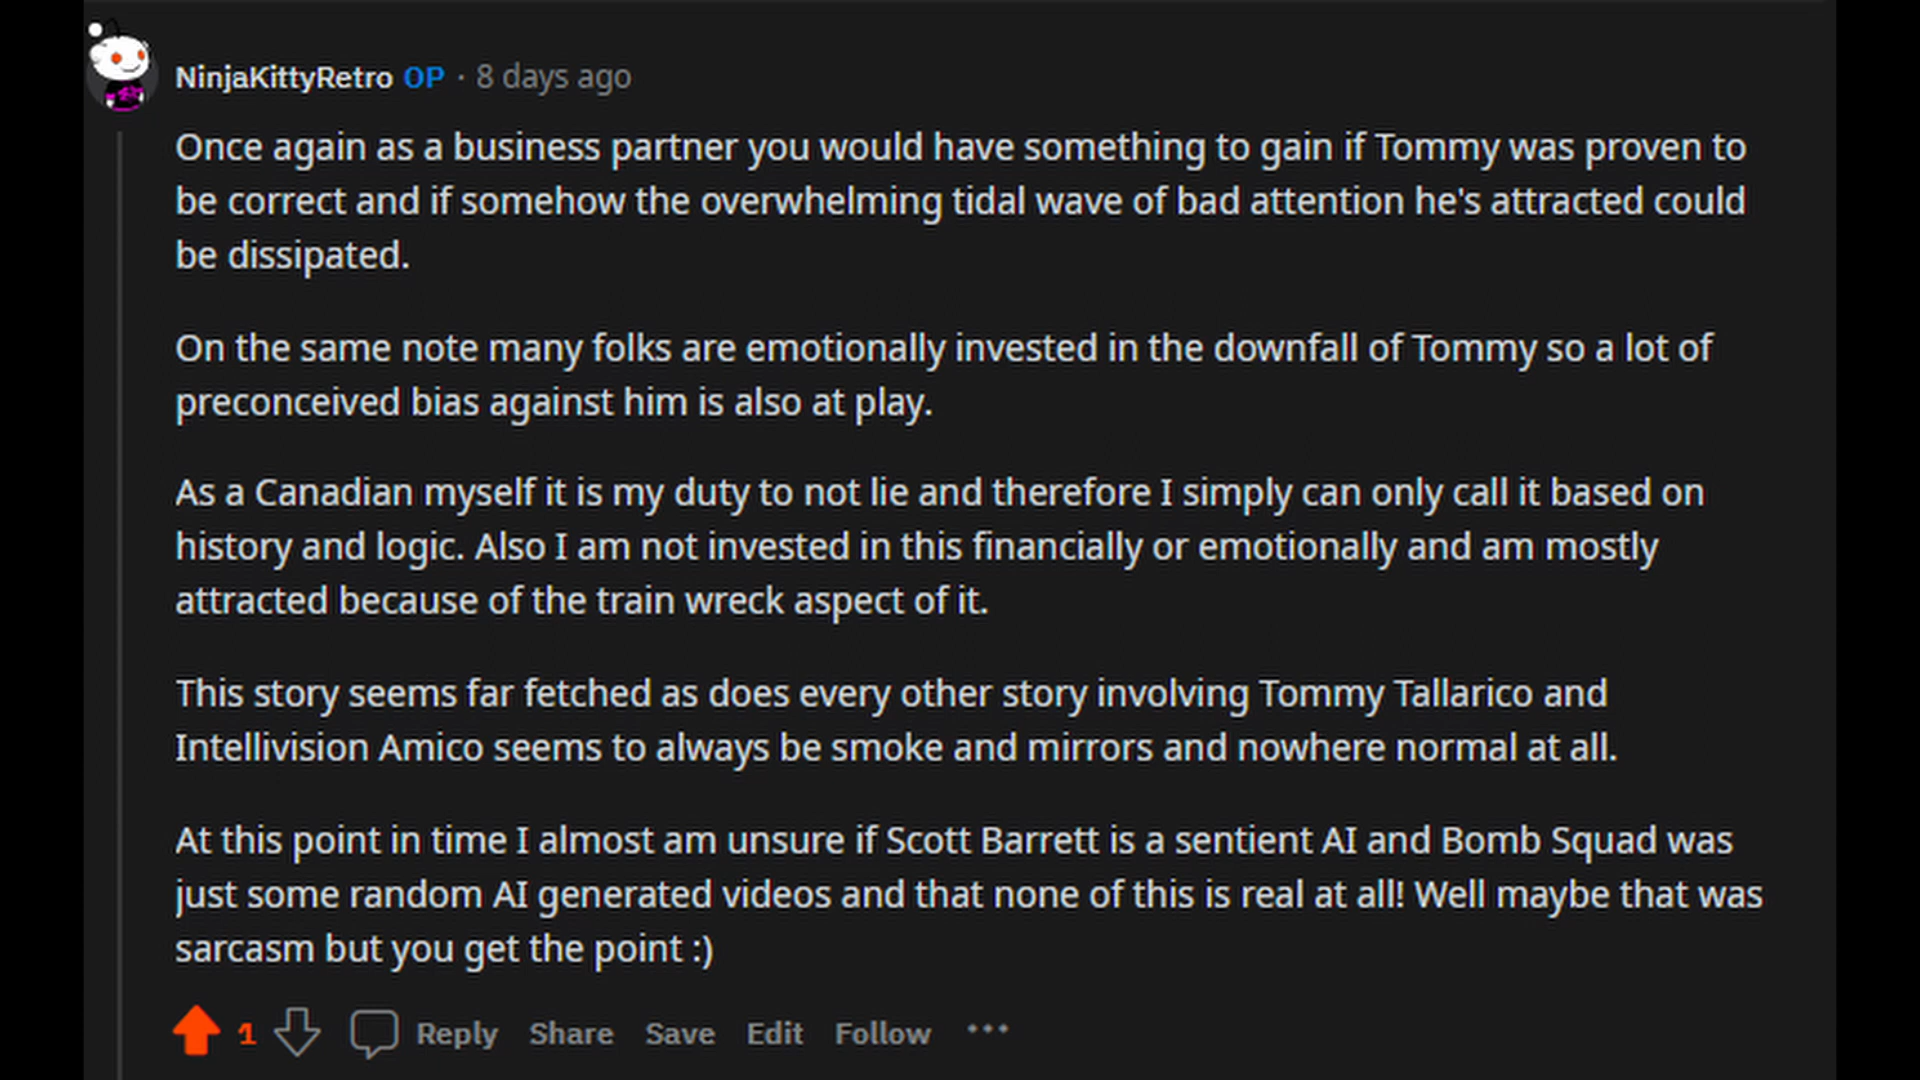 NinjaKittyRetro OP · 8 days ago
Once again as a business partner you would have something to gain if Tommy was proven to
be correct and if somehow the overwhelming tidal wave of bad attention he's attracted could
be dissipated.
On the same note many folks are emotionally invested in the downfall of Tommy so a lot of
preconceived bias against him is also at play.
As a Canadian myself it is my duty to not lie and therefore I simply can only call it based on
history and logic. Also I am not invested in this financially or emotionally and am mostly
attracted because of the train wreck aspect of it.
This story seems far fetched as does every other story involving Tommy Tallarico and
Intellivision Amico seems to always be smoke and mirrors and nowhere normal at all.
At this point in time I almost am unsure if Scott Barrett is a sentient AI and Bomb Squad was
just some random AI generated videos and that none of this is real at all! Well maybe that was
sarcasm but you get the point :)
1 Reply Share Save Edit Follow •••